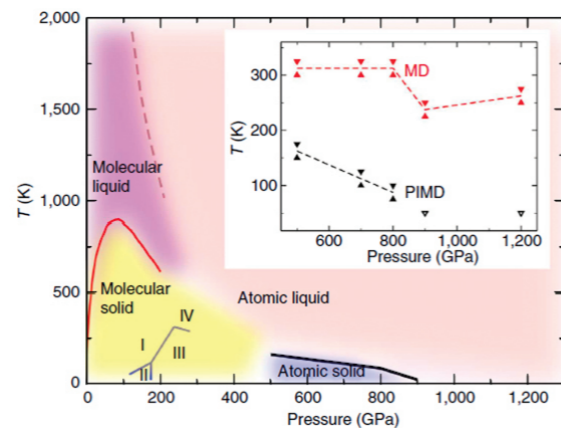 2,000
1,500
1,000
500
0
T (K)
0
200
400
600
800
1,000
1,200
Pressure (GPa)
Molecular
liquid
Molecular
solid
I
II
III
IV
Atomic liquid
Atomic solid
300
200
100
T (K)
MD
PIMD
600
800
1,000
1,200
Pressure (GPa)